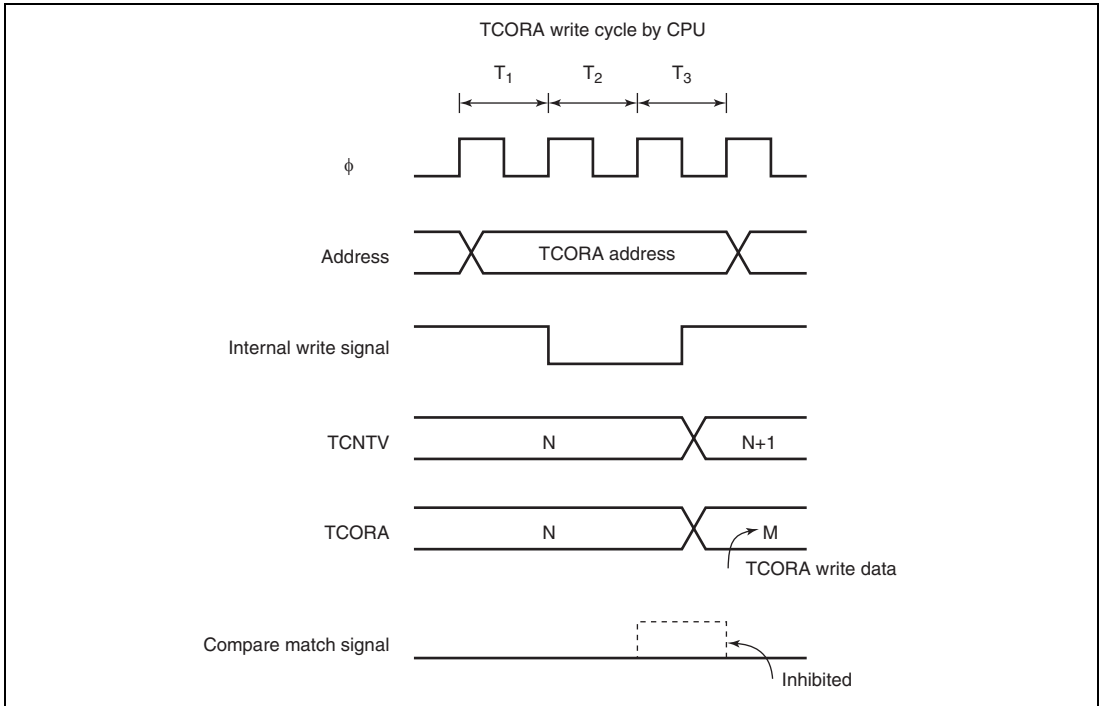 TCORA write cycle by CPU
T1 T2 T3
φ
Address TCORA address
Internal write signal
TCNTV N N+1
TCORA N M
TCORA write data
Compare match signal
Inhibited